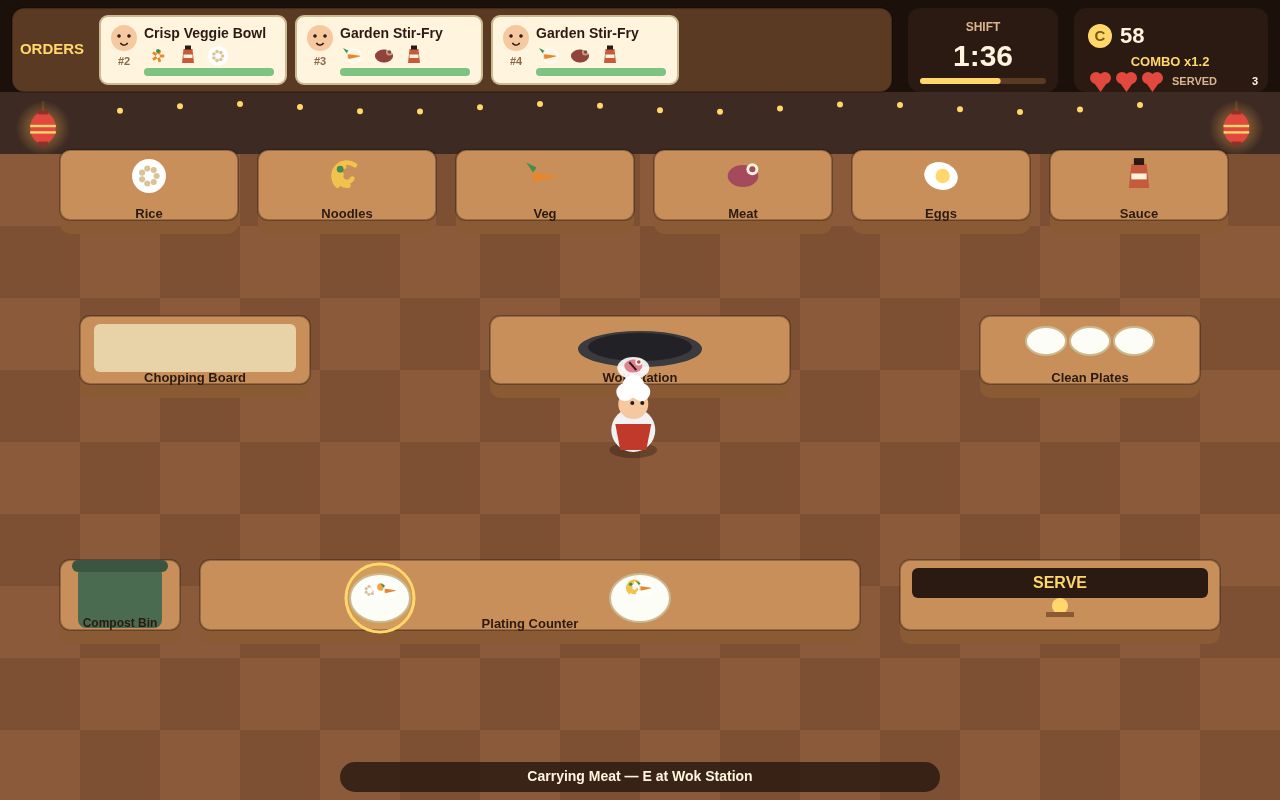 ORDERS
Crisp Veggie Bowl
#2
Garden Stir-Fry
#3
Garden Stir-Fry
#4
SHIFT
1:36
C 58
COMBO x1.2
SERVED 3
Rice
Noodles
Veg
Meat
Eggs
Sauce
Chopping Board
Wok Station
Clean Plates
Compost Bin
Plating Counter
SERVE
Carrying Meat — E at Wok Station